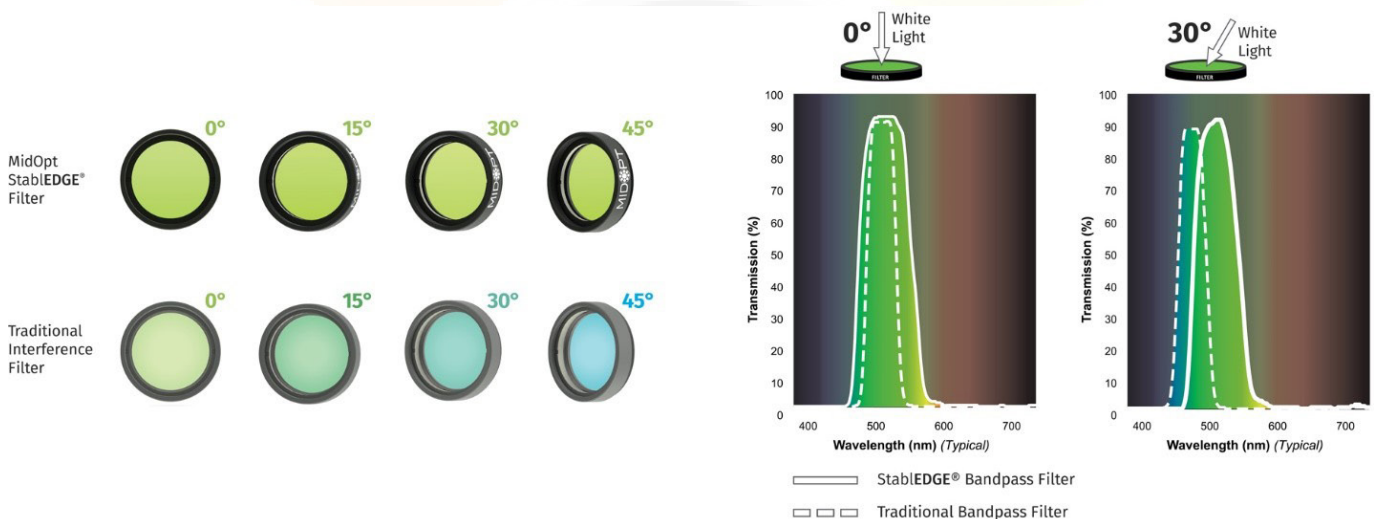 0°
15°
30°
45°
MidOpt
StablEDGE®
Filter
MIDOPT
MIDOPT
0°
15°
30°
45°
Traditional
Interference
Filter
0°
White
Light
FILTER
100
90
80
70
60
50
40
30
20
10
0
Transmission (%)
400
500
600
700
Wavelength (nm) (Typical)
30°
White
Light
FILTER
100
90
80
70
60
50
40
30
20
10
0
Transmission (%)
400
500
600
700
Wavelength (nm) (Typical)
StablEDGE® Bandpass Filter
Traditional Bandpass Filter